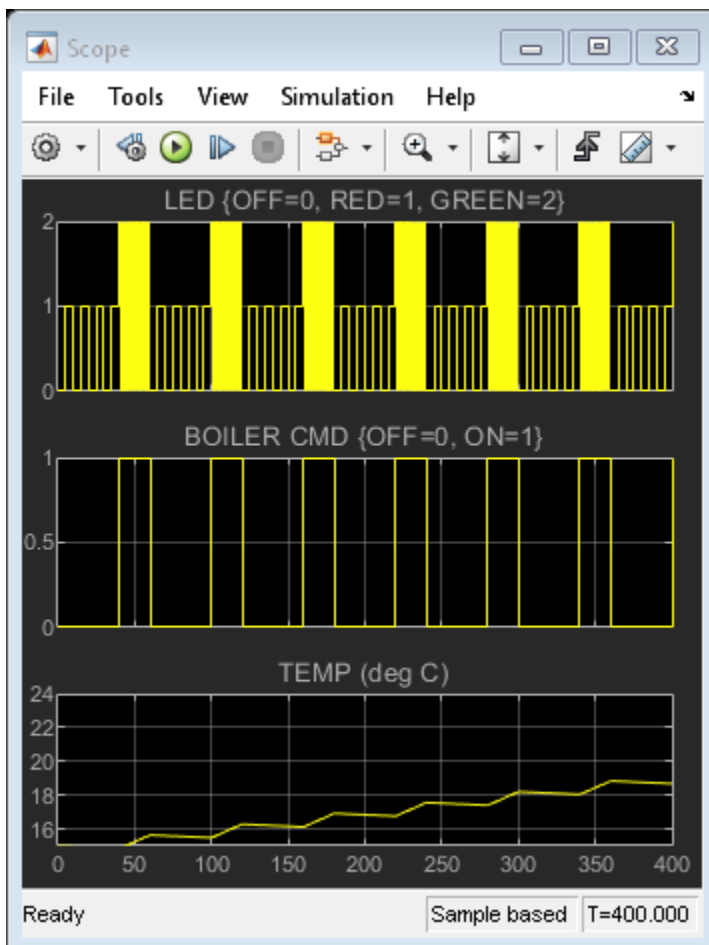 Scope
File Tools View Simulation Help
LED {OFF=0, RED=1, GREEN=2}
2
1
0
BOILER CMD {OFF=0, ON=1}
1
0.5
0
TEMP (deg C)
24
22
20
18
16
0 50 100 150 200 250 300 350 400
Ready Sample based T=400.000